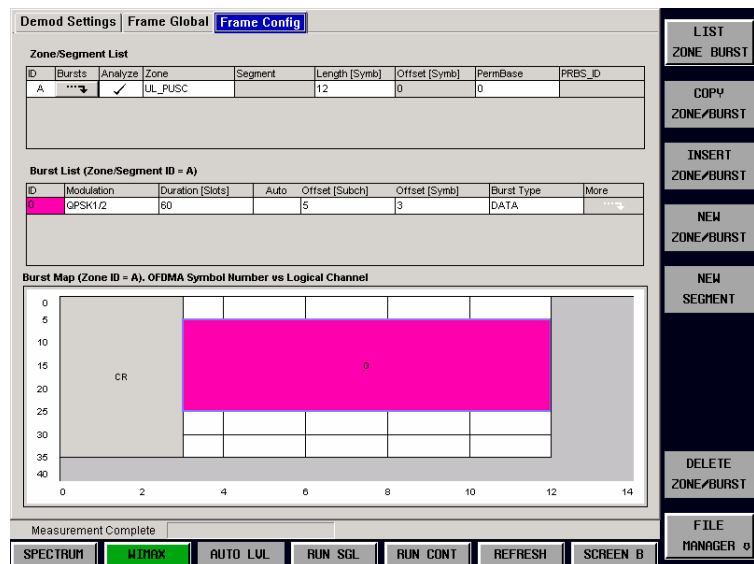 Demod Settings Frame Global Frame Config
Zone/Segment List
ID Bursts Analyze Zone Segment Length [Symb] Offset [Symb] PermBase PRBS_ID
A UL_PUSC 12 0 0
Burst List (Zone/Segment ID = A)
ID Modulation Duration [Slots] Auto Offset [Subch] Offset [Symb] Burst Type More
0 QPSK1/2 60 5 3 DATA
Burst Map (Zone ID = A). OFDMA Symbol Number vs Logical Channel
0
5
10
15
20
25
30
35
40
CR
0
0 2 4 6 8 10 12 14
Measurement Complete
SPECTRUM WIMAX AUTO LVL RUN SGL RUN CONT REFRESH SCREEN B
LIST
ZONE BURST
COPY
ZONE/BURST
INSERT
ZONE/BURST
NEW
ZONE/BURST
NEW
SEGMENT
DELETE
ZONE/BURST
FILE
MANAGER